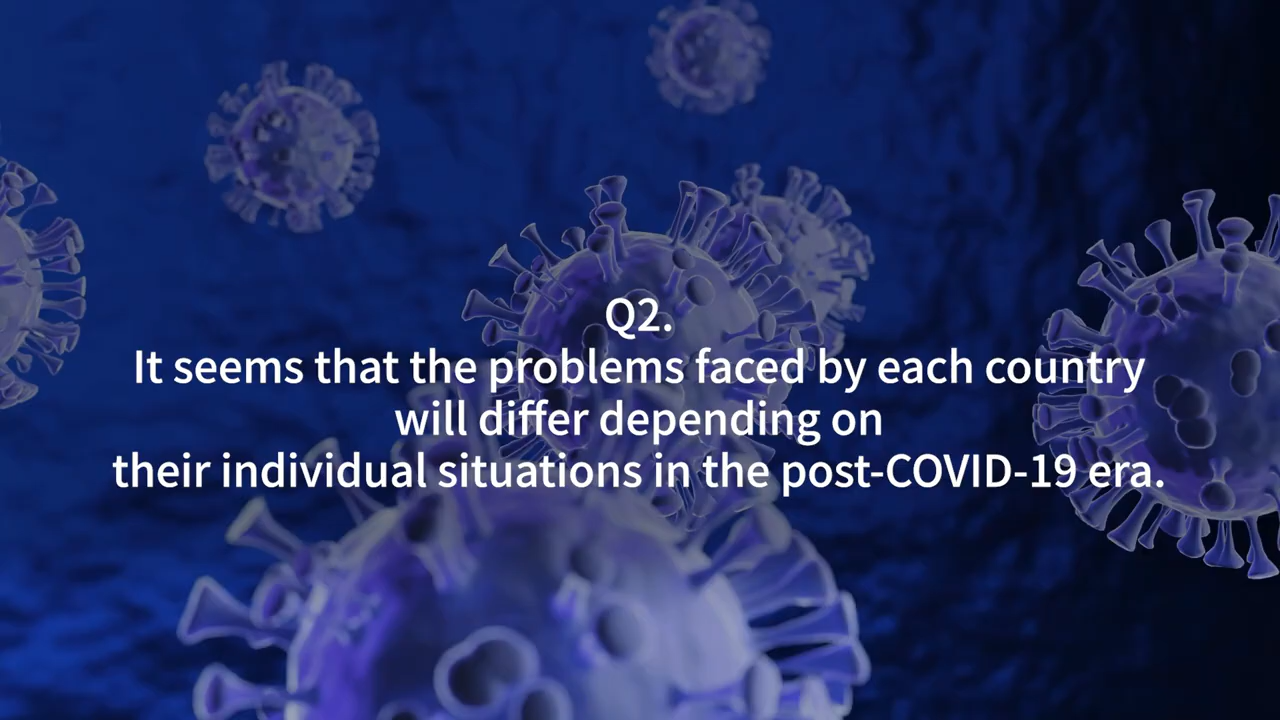 Q2.
It seems that the problems faced by each country
will differ depending on
their individual situations in the post-COVID-19 era.